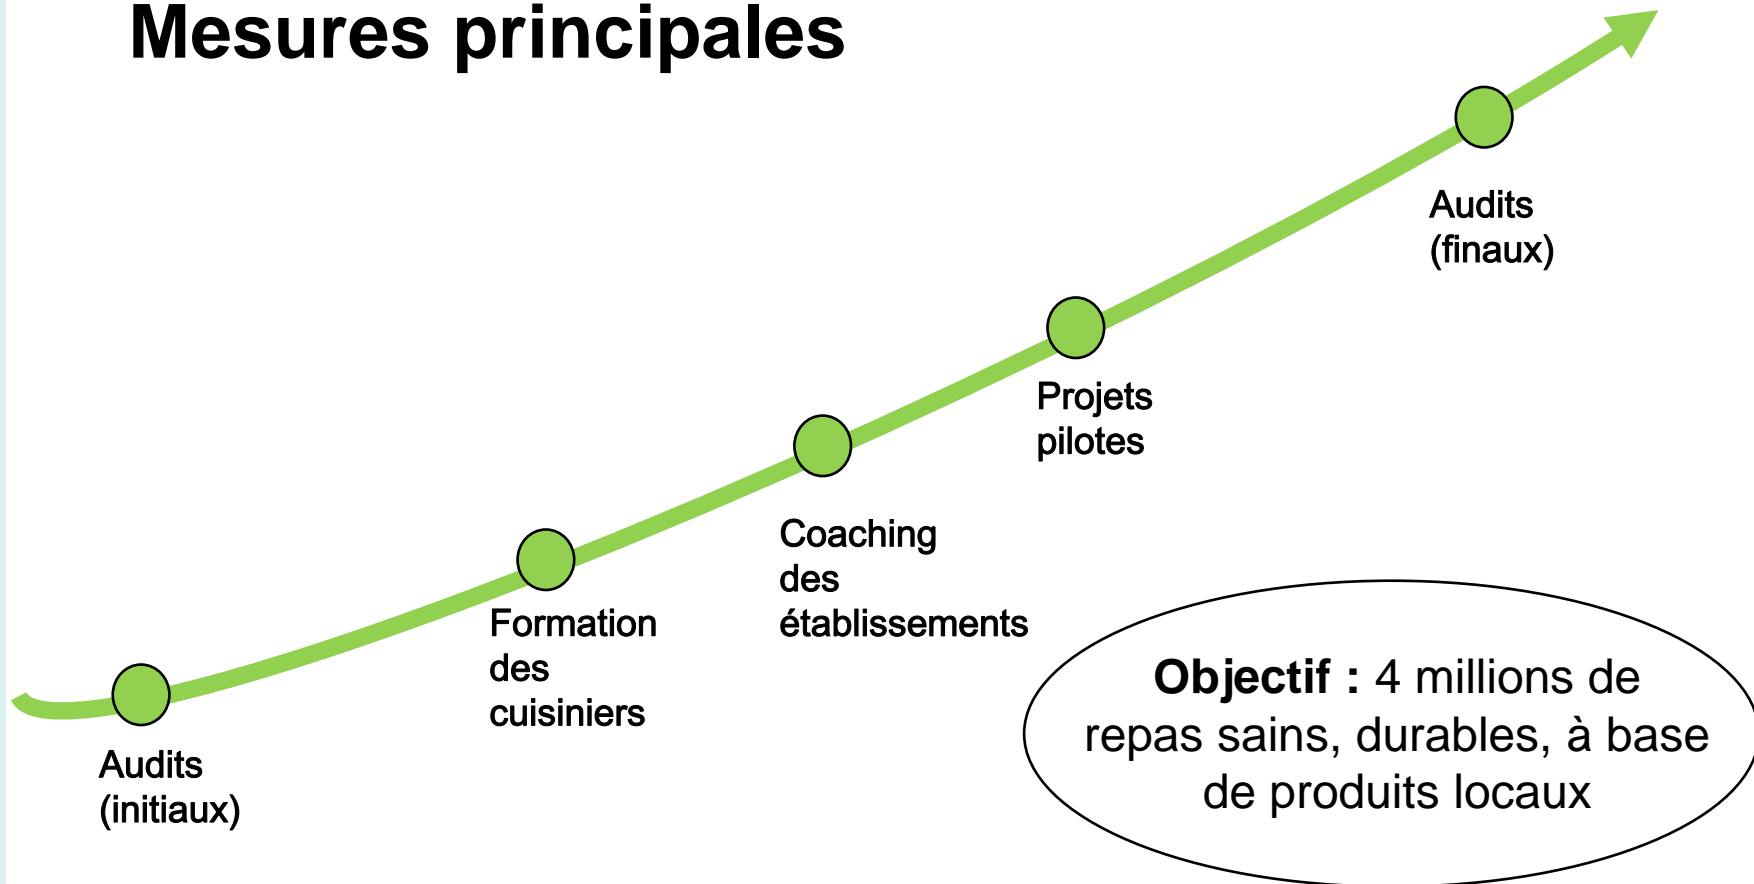 Mesures principales
Audits
(initiaux)
Formation
des
cuisiniers
Coaching
des
établissements
Projets
pilotes
Audits
(finaux)
Objectif : 4 millions de
repas sains, durables, à base
de produits locaux